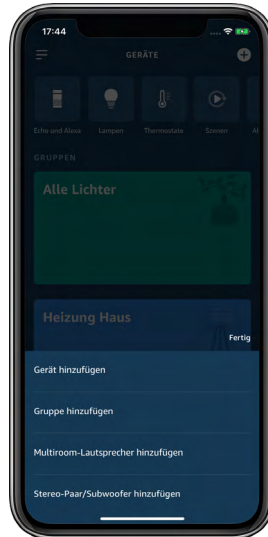 17:44
GERÄTE
Echo und Alexa Lampen Thermostate Szenen Al
GRUPPEN
Alle Lichter
Heizung Haus
Fertig
Gerät hinzufügen
Gruppe hinzufügen
Multiroom-Lautsprecher hinzufügen
Stereo-Paar/Subwoofer hinzufügen